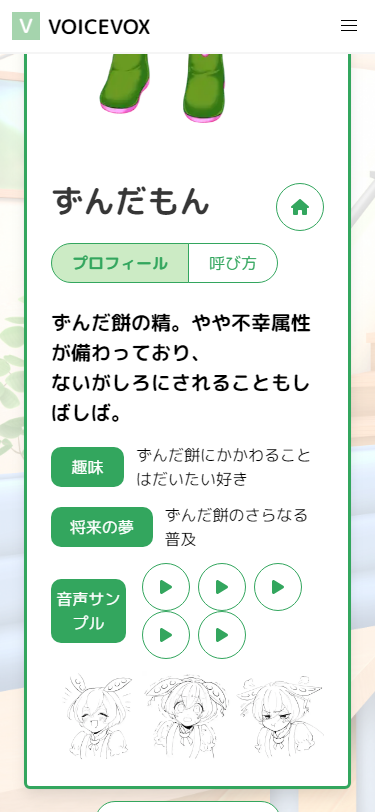 V VOICEVOX
ずんだもん
プロフィール 呼び方
ずんだ餅の精。やや不幸属性
が備わっており、
ないがしろにされることもし
ばしば。
趣味
ずんだ餅にかかわること
はだいたい好き
将来の夢
ずんだ餅のさらなる
普及
音声サン
プル